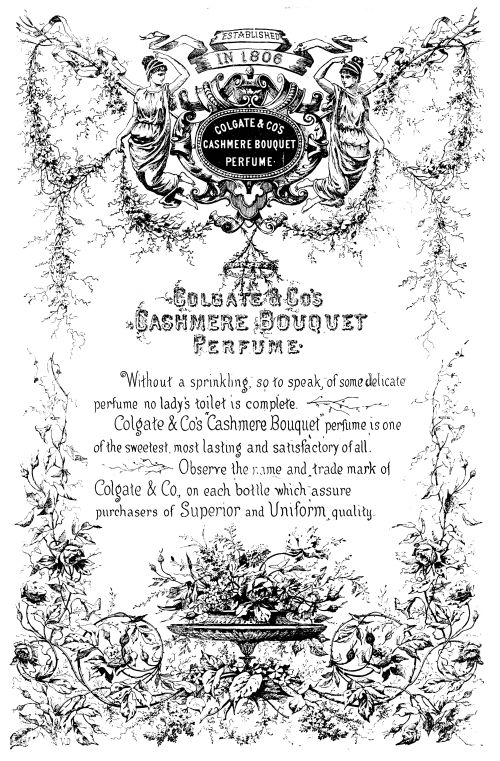 ESTABLISHED
IN 1806
COLGATE & CO'S
CASHMERE BOUQUET
PERFUME.
COLGATE & CO'S
CASHMERE BOUQUET
PERFUME.
Without a sprinkling, so to speak, of some delicate
perfume no lady's toilet is complete.
Colgate & Co's Cashmere Bouquet perfume is one
of the sweetest, most lasting and satisfactory of all.
Observe the name and trade mark of
Colgate & Co., on each bottle which assure
purchasers of Superior and Uniform quality.